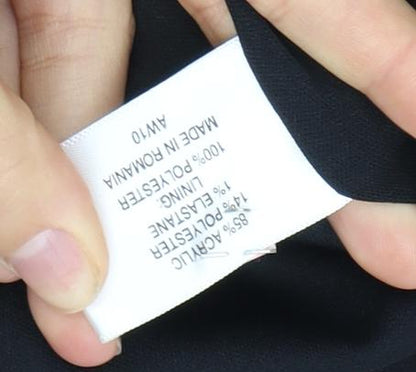 85% ACRYLIC
14% POLYESTER
1% ELASTANE
LINING:
100% POLYESTER
MADE IN ROMANIA
AW10